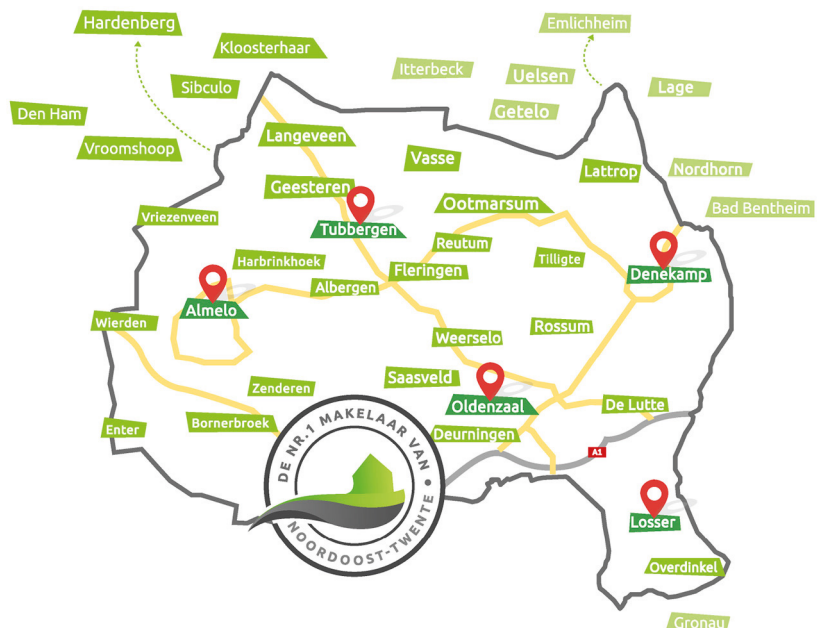 Hardenberg
Emlichheim
Kloosterhaar
Itterbeck
Uelsen
Sibculo
Lage
Den Ham
Getelo
Langeveen
Vroomshoop
Vasse
Lattrop
Nordhorn
Geesteren
Ootmarsum
Bad Bentheim
Vriezenveen
Tubbergen
Reutum
Harbrinkhoek
Tilligte
Fleringen
Denekamp
Albergen
Almelo
Wierden
Rossum
Weerselo
Saasveld
Zenderen
Oldenzaal
De Lutte
Bornerbroek
Enter
Deurningen
A1
DE NR.1 MAKELAAR VAN
NOORDOOST-TWENTE
Losser
Overdinkel
Gronau